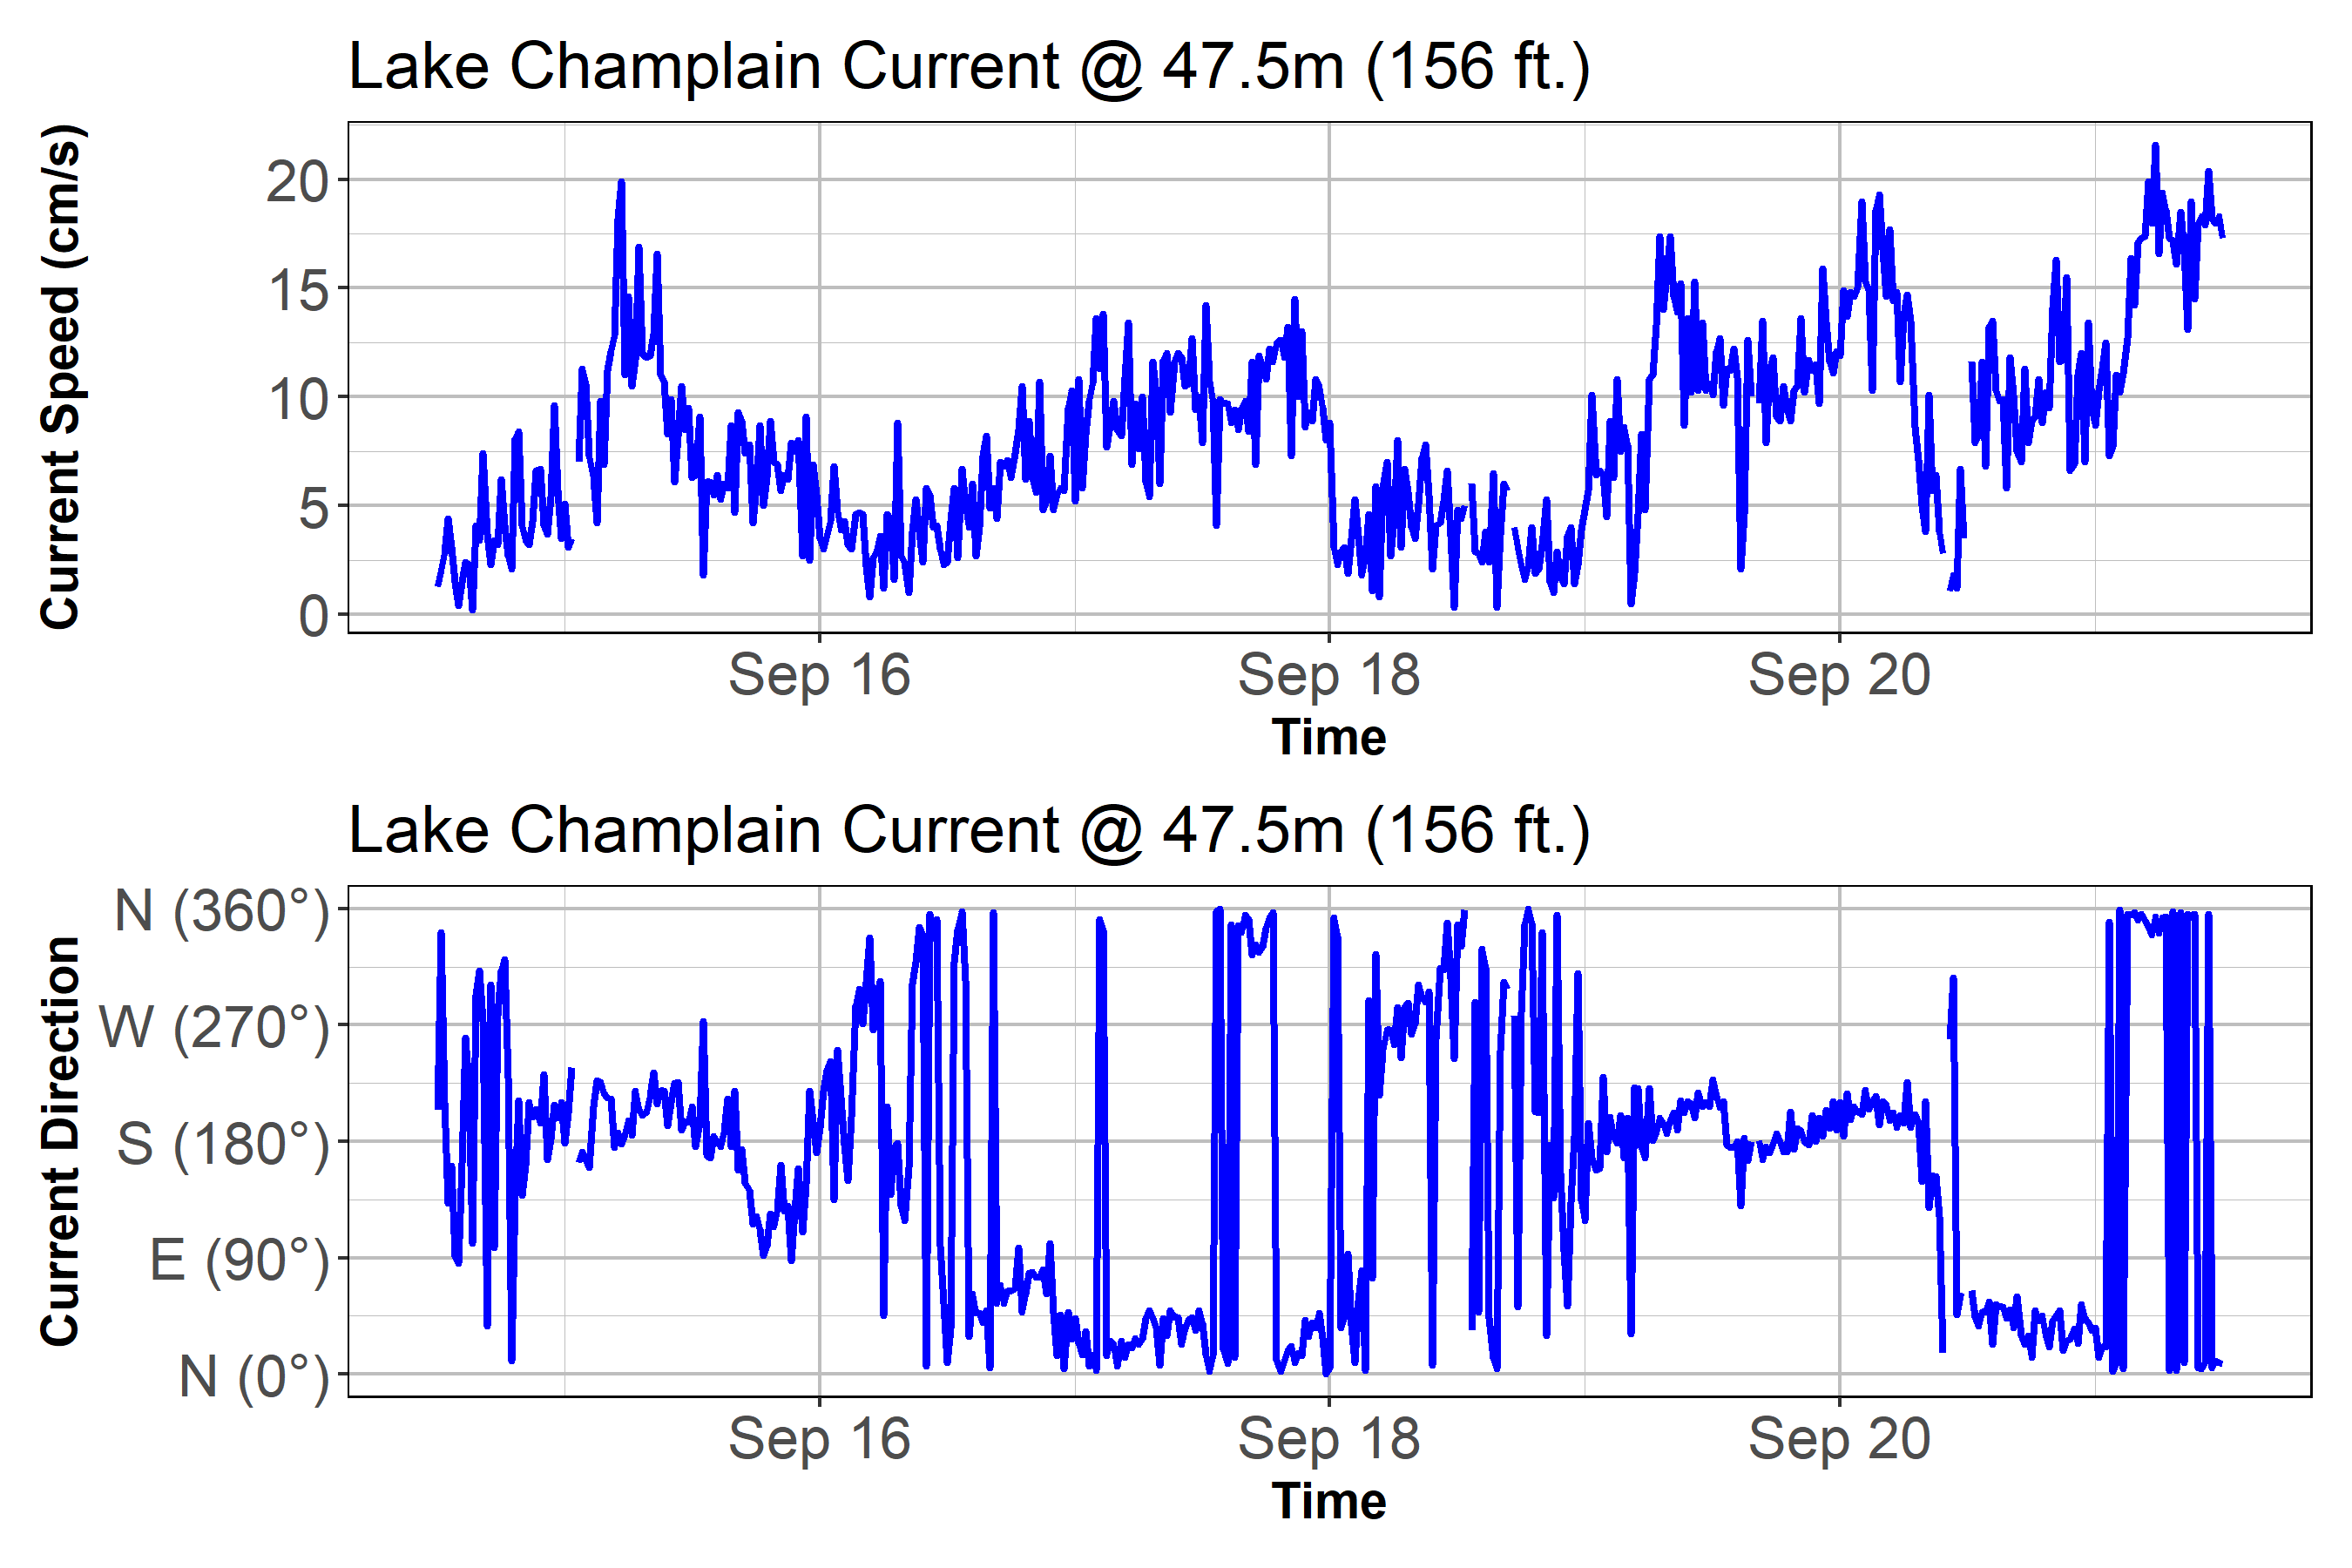 Lake Champlain Current @ 47.5m (156 ft.)
Current Speed (cm/s)
20
15
10
5
0
Sep 16
Sep 18
Sep 20
Time
Lake Champlain Current @ 47.5m (156 ft.)
Current Direction
N (360°)
W (270°)
S (180°)
E (90°)
N (0°)
Sep 16
Sep 18
Sep 20
Time